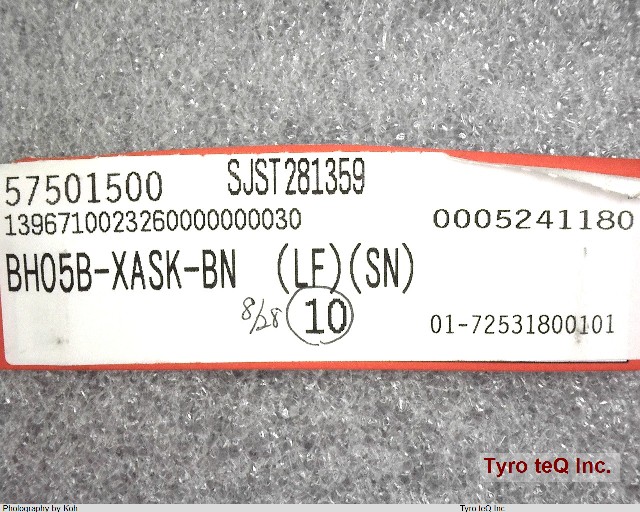 57501500 SJST281359
1396710023260000000030 0005241180
BH05B-XASK-BN (LF)(SN)
8/28 10 01-72531800101
Tyro teQ Inc.
Photography by Koh Tyro teQ Inc